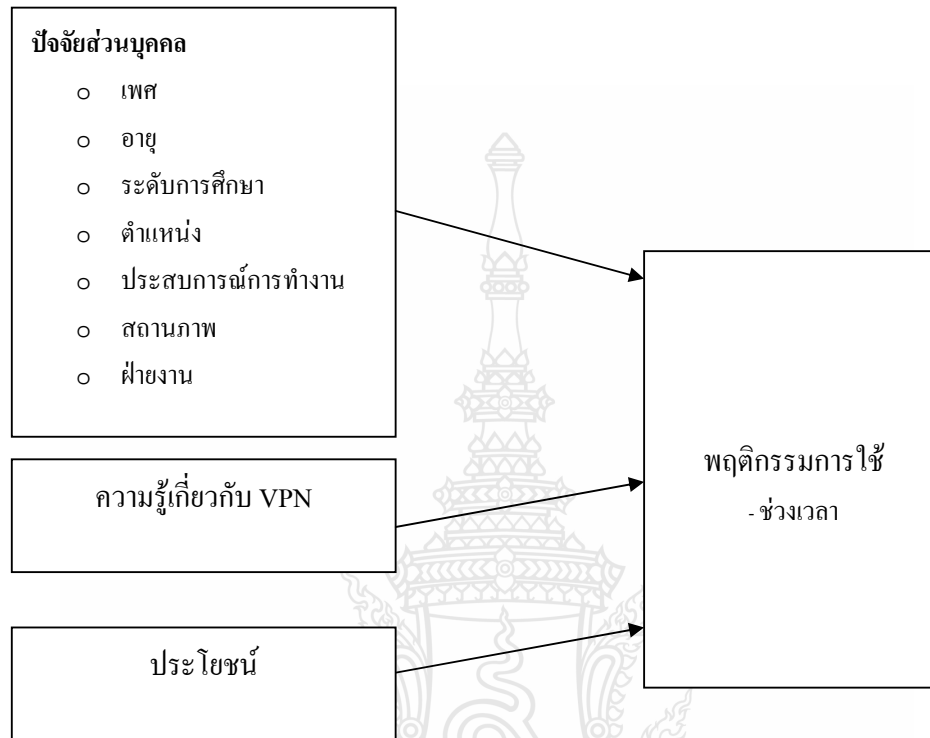 ปัจจัยส่วนบุคคล
o เพศ
o อายุ
o ระดับการศึกษา
o ตำแหน่ง
o ประสบการณ์การทำงาน
o สถานภาพ
o ฝ่ายงาน
ความรู้เกี่ยวกับ VPN
ประโยชน์
พฤติกรรมการใช้
- ช่วงเวลา